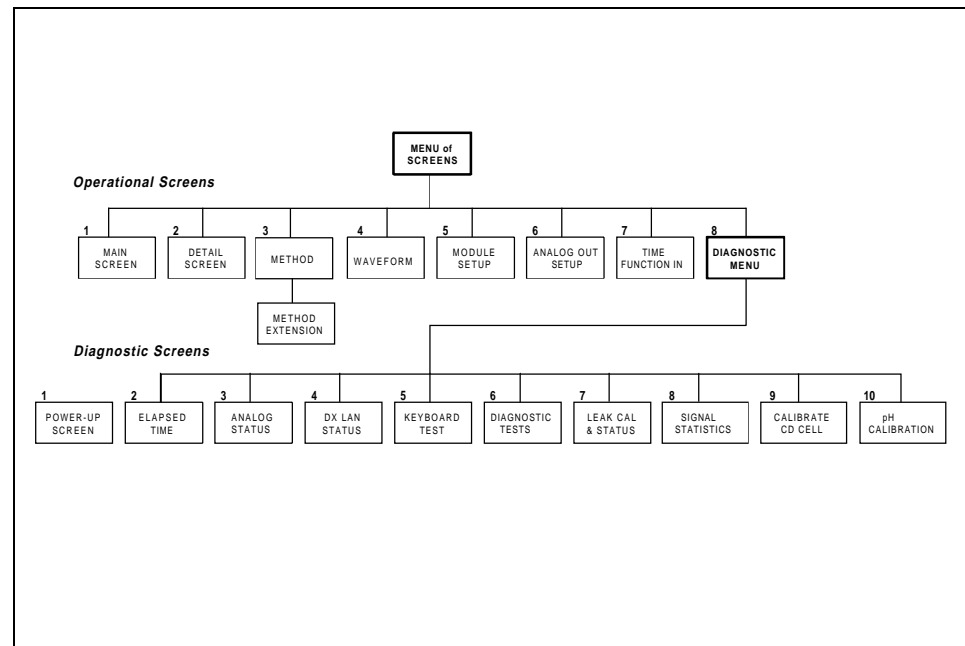 MENU of
SCREENS
Operational Screens
1
MAIN
SCREEN
2
DETAIL
SCREEN
3
METHOD
4
WAVEFORM
5
MODULE
SETUP
6
ANALOG OUT
SETUP
7
TIME
FUNCTION IN
8
DIAGNOSTIC
MENU
METHOD
EXTENSION
Diagnostic Screens
1
POWER-UP
SCREEN
2
ELAPSED
TIME
3
ANALOG
STATUS
4
DX LAN
STATUS
5
KEYBOARD
TEST
6
DIAGNOSTIC
TESTS
7
LEAK CAL
& STATUS
8
SIGNAL
STATISTICS
9
CALIBRATE
CD CELL
10
pH
CALIBRATION